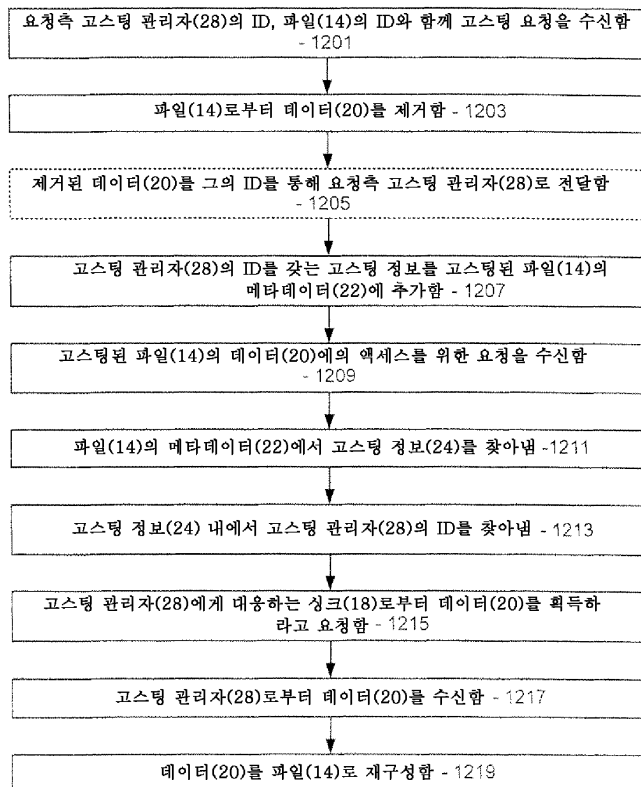 요청측 고스팅 관리자(28)의 ID, 파일(14)의 ID와 함께 고스팅 요청을 수신함
- 1201
파일(14)로부터 데이터(20)를 제거함 - 1203
제거된 데이터(20)를 그의 ID를 통해 요청측 고스팅 관리자(28)로 전달함
- 1205
고스팅 관리자(28)의 ID를 갖는 고스팅 정보를 고스팅된 파일(14)의
메타데이터(22)에 추가함 - 1207
고스팅된 파일(14)의 데이터(20)에의 액세스를 위한 요청을 수신함
- 1209
파일(14)의 메타데이터(22)에서 고스팅 정보(24)를 찾아냄 -1211
고스팅 정보(24) 내에서 고스팅 관리자(28)의 ID를 찾아냄 -1213
고스팅 관리자(28)에게 대응하는 싱크(18)로부터 데이터(20)를 획득하
라고 요청함 - 1215
고스팅 관리자(28)로부터 데이터(20)를 수신함 - 1217
데이터(20)를 파일(14)로 재구성함 - 1219